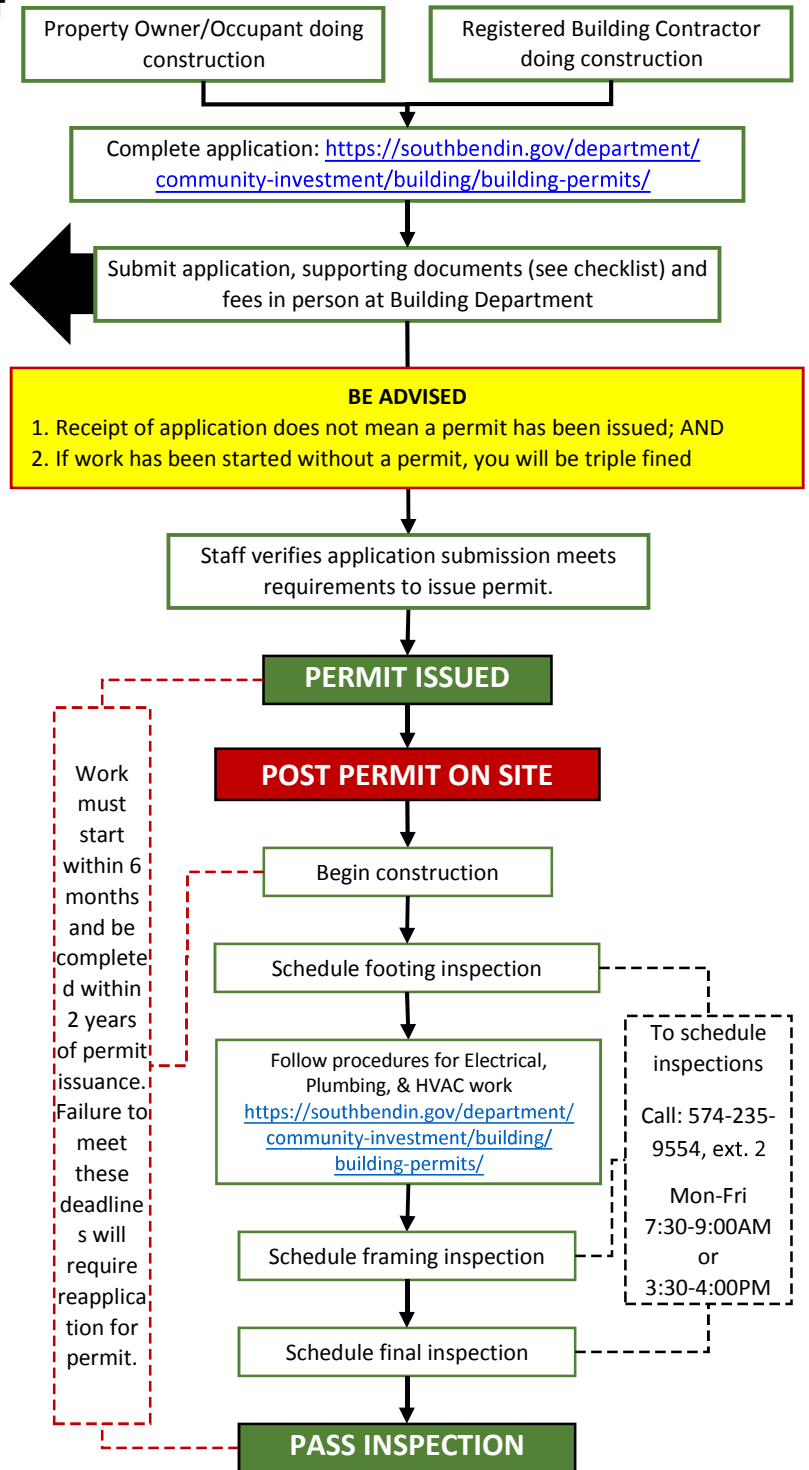 Property Owner/Occupant doing
construction
Registered Building Contractor
doing construction
Complete application: https://southbendin.gov/department/
community-investment/building/building-permits/
Submit application, supporting documents (see checklist) and
fees in person at Building Department
BE ADVISED
1. Receipt of application does not mean a permit has been issued; AND
2. If work has been started without a permit, you will be triple fined
Staff verifies application submission meets
requirements to issue permit.
PERMIT ISSUED
POST PERMIT ON SITE
Work
must
start
within 6
months
and be
complete
d within
2 years
of permit
issuance.
Failure to
meet
these
deadline
s will
require
reapplica
tion for
permit.
Begin construction
Schedule footing inspection
Follow procedures for Electrical,
Plumbing, & HVAC work
https://southbendin.gov/department/
community-investment/building/
building-permits/
To schedule
inspections
Call: 574-235-
9554, ext. 2
Mon-Fri
7:30-9:00AM
or
3:30-4:00PM
Schedule framing inspection
Schedule final inspection
PASS INSPECTION